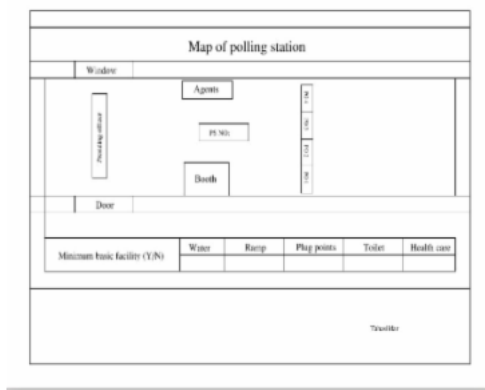 Map of polling station
Window
Agents
Presiding officer
PS NO:
Booth
Door
Minimum basic facility (Y/N)
Water Ramp Plug points Toilet Health care